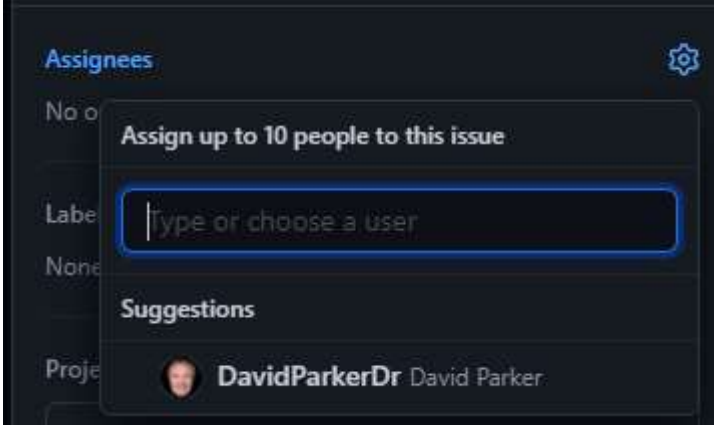 Assignees
No o
Assign up to 10 people to this issue
Labe
Type or choose a user
None
Suggestions
Proje
DavidParkerDr David Parker